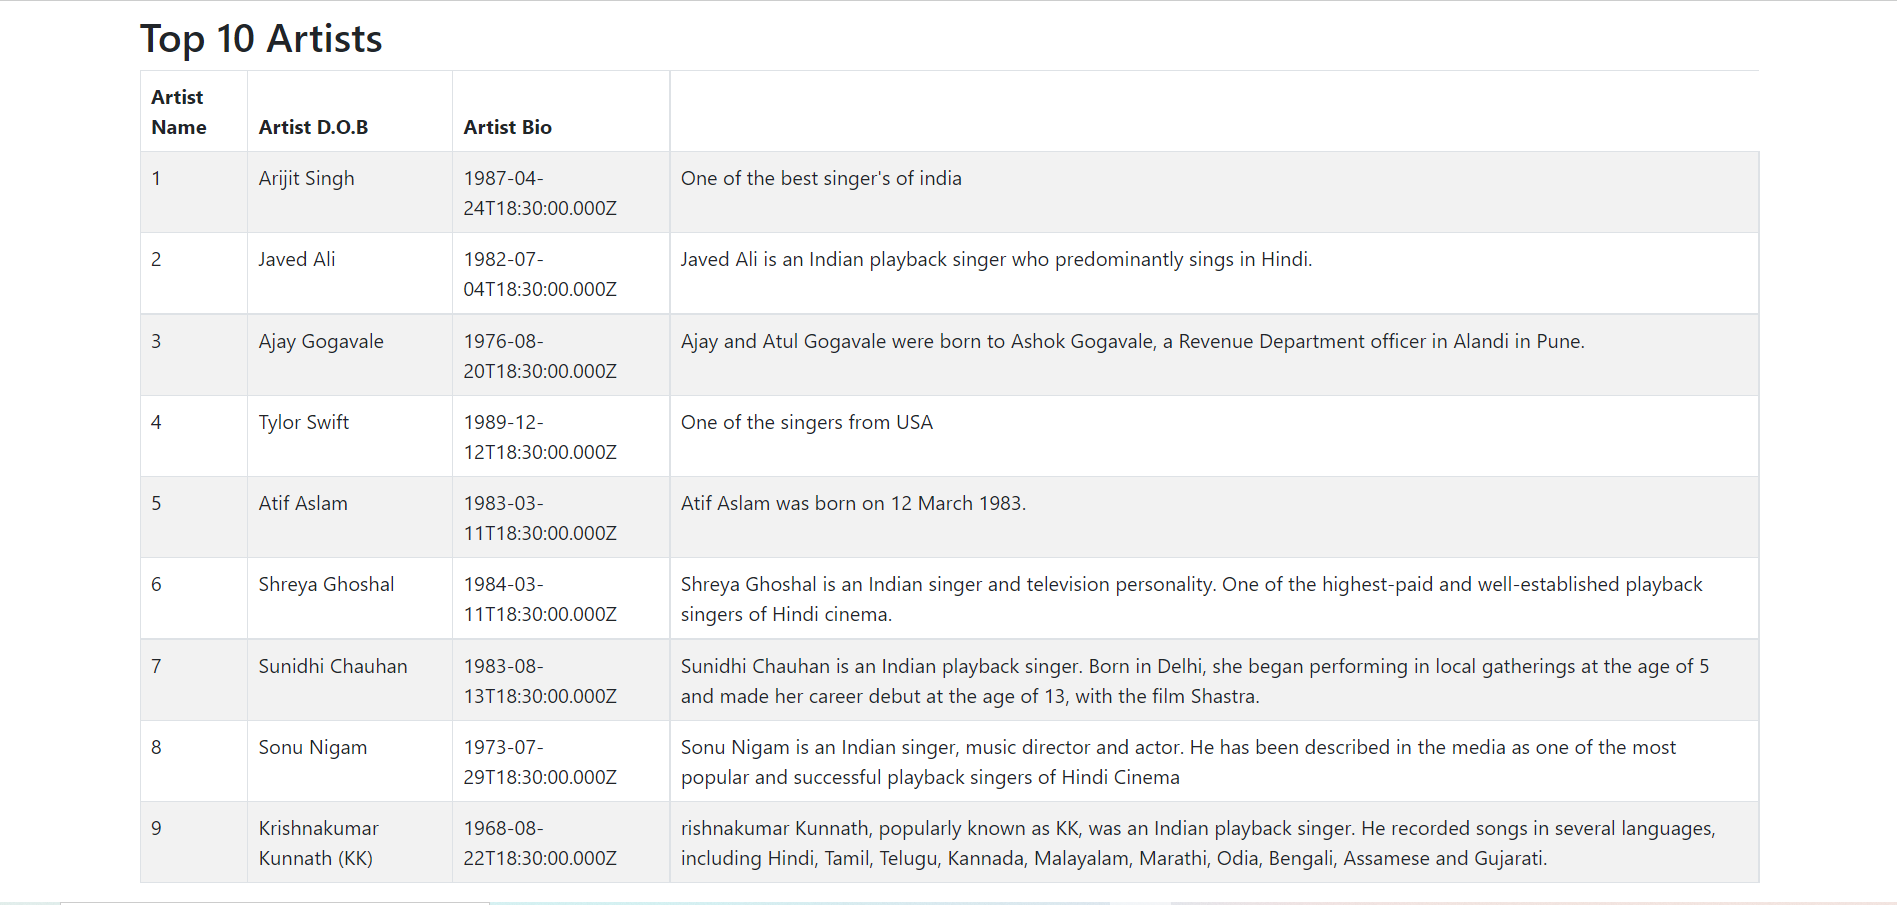 Top 10 Artists
Artist
Name
Artist D.O.B
Artist Bio
1
Arijit Singh
1987-04-
24T18:30:00.000Z
One of the best singer's of india
2
Javed Ali
1982-07-
04T18:30:00.000Z
Javed Ali is an Indian playback singer who predominantly sings in Hindi.
3
Ajay Gogavale
1976-08-
20T18:30:00.000Z
Ajay and Atul Gogavale were born to Ashok Gogavale, a Revenue Department officer in Alandi in Pune.
4
Tylor Swift
1989-12-
12T18:30:00.000Z
One of the singers from USA
5
Atif Aslam
1983-03-
11T18:30:00.000Z
Atif Aslam was born on 12 March 1983.
6
Shreya Ghoshal
1984-03-
11T18:30:00.000Z
Shreya Ghoshal is an Indian singer and television personality. One of the highest-paid and well-established playback
singers of Hindi cinema.
7
Sunidhi Chauhan
1983-08-
13T18:30:00.000Z
Sunidhi Chauhan is an Indian playback singer. Born in Delhi, she began performing in local gatherings at the age of 5
and made her career debut at the age of 13, with the film Shastra.
8
Sonu Nigam
1973-07-
29T18:30:00.000Z
Sonu Nigam is an Indian singer, music director and actor. He has been described in the media as one of the most
popular and successful playback singers of Hindi Cinema
9
Krishnakumar
Kunnath (KK)
1968-08-
22T18:30:00.000Z
rishnakumar Kunnath, popularly known as KK, was an Indian playback singer. He recorded songs in several languages,
including Hindi, Tamil, Telugu, Kannada, Malayalam, Marathi, Odia, Bengali, Assamese and Gujarati.